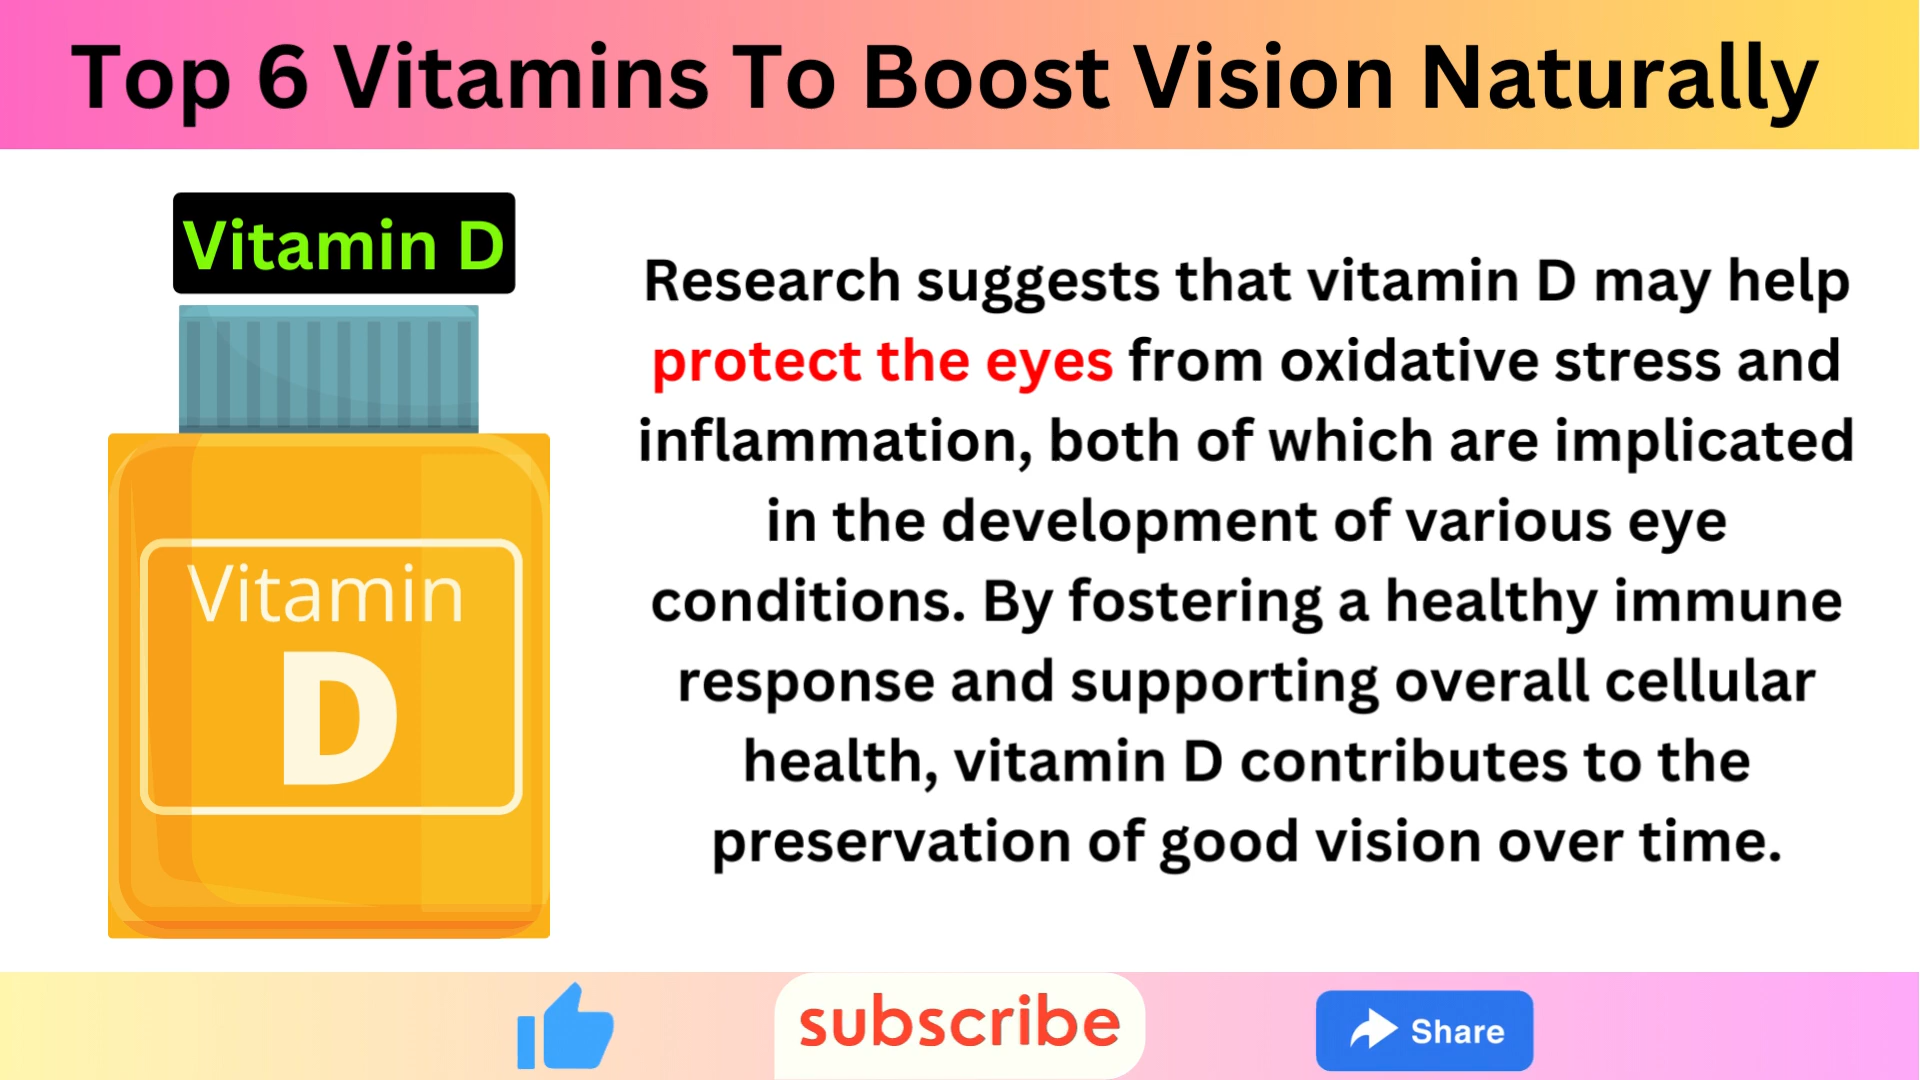 Top 6 Vitamins To Boost Vision Naturally
Vitamin D
Vitamin
D
Research suggests that vitamin D may help
protect the eyes from oxidative stress and
inflammation, both of which are implicated
in the development of various eye
conditions. By fostering a healthy immune
response and supporting overall cellular
health, vitamin D contributes to the
preservation of good vision over time.
subscribe
Share